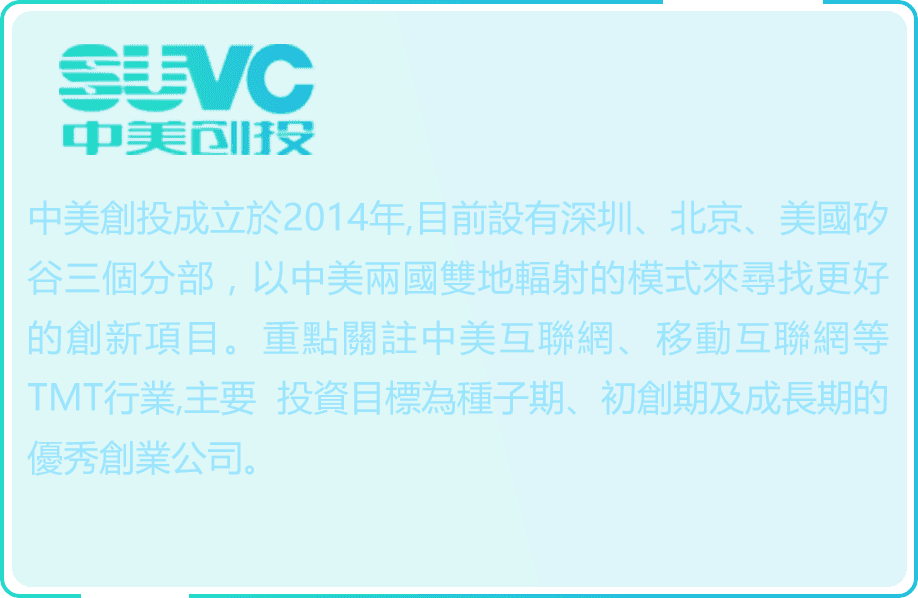 SUVC
中美创投
中美創投成立於2014年,目前設有深圳、北京、美國矽
谷三個分部，以中美兩國雙地輻射的模式來尋找更好
的創新項目。重點關註中美互聯網、移動互聯網等
TMT行業,主要 投資目標為種子期、初創期及成長期的
優秀創業公司。